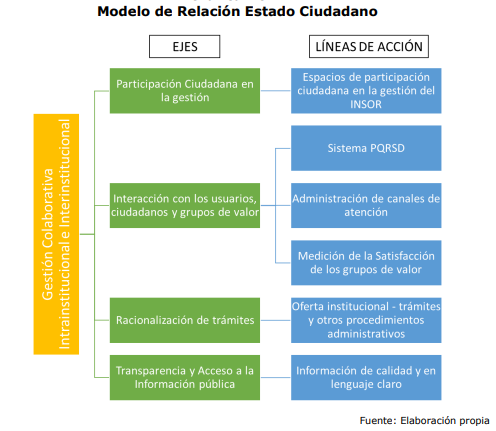 Modelo de Relación Estado Ciudadano
EJES
LÍNEAS DE ACCIÓN
Gestión Colaborativa
Intrainstitucional e Interinstitucional
Participación Ciudadana en
la gestión
Espacios de participación
ciudadana en la gestión del
INSOR
Interacción con los usuarios,
ciudadanos y grupos de valor
Sistema PQRSD
Administración de canales de
atención
Medición de la Satisfacción
de los grupos de valor
Racionalización de trámites
Oferta institucional - trámites
y otros procedimientos
administrativos
Transparencia y Acceso a la
Información pública
Información de calidad y en
lenguaje claro
Fuente: Elaboración propia